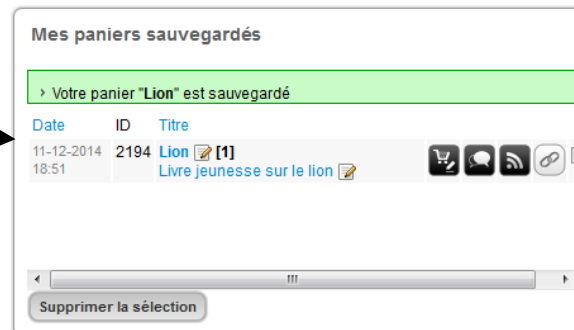 Mes paniers sauvegardés
› Votre panier "Lion" est sauvegardé
Date ID Titre
11-12-2014 2194 Lion [1]
18:51 Livre jeunesse sur le lion
Supprimer la sélection